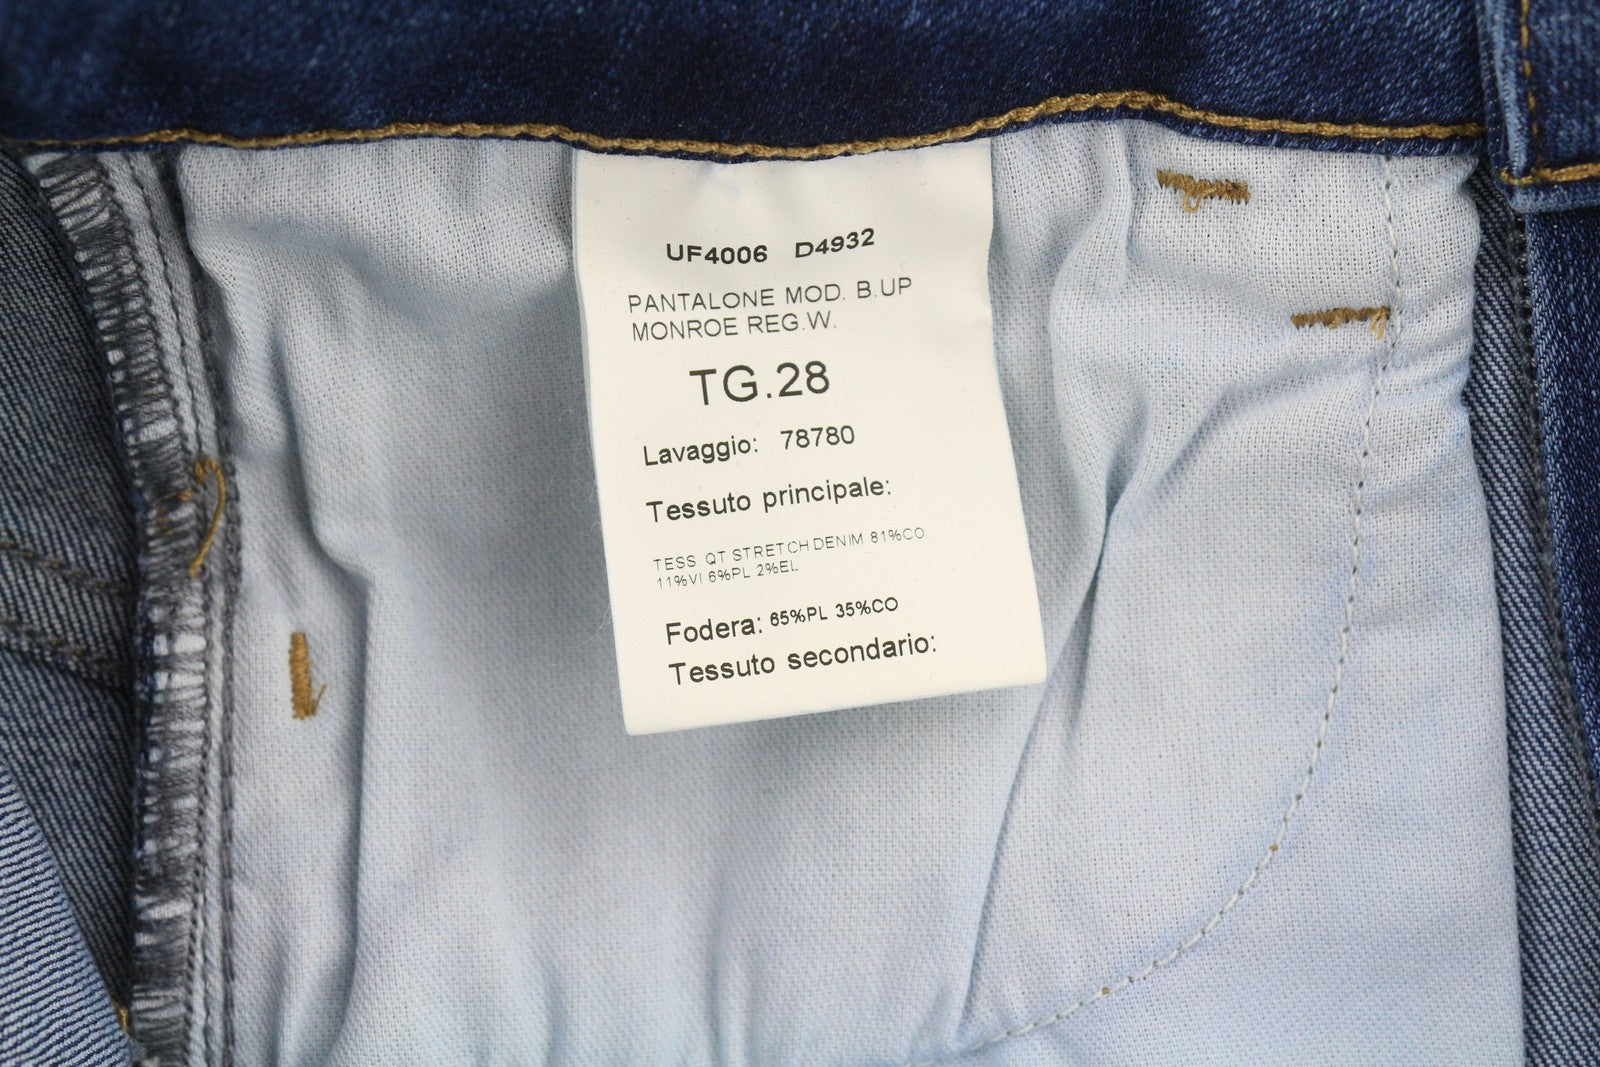 UF4006 D4932
PANTALONE MOD. B.UP
MONROE REG.W.
TG.28
Lavaggio: 78780
Tessuto principale:
TESS. QT STRETCH DENIM 81%CO
11%VI 6%PL 2%EL
Fodera: 65%PL 35%CO
Tessuto secondario: